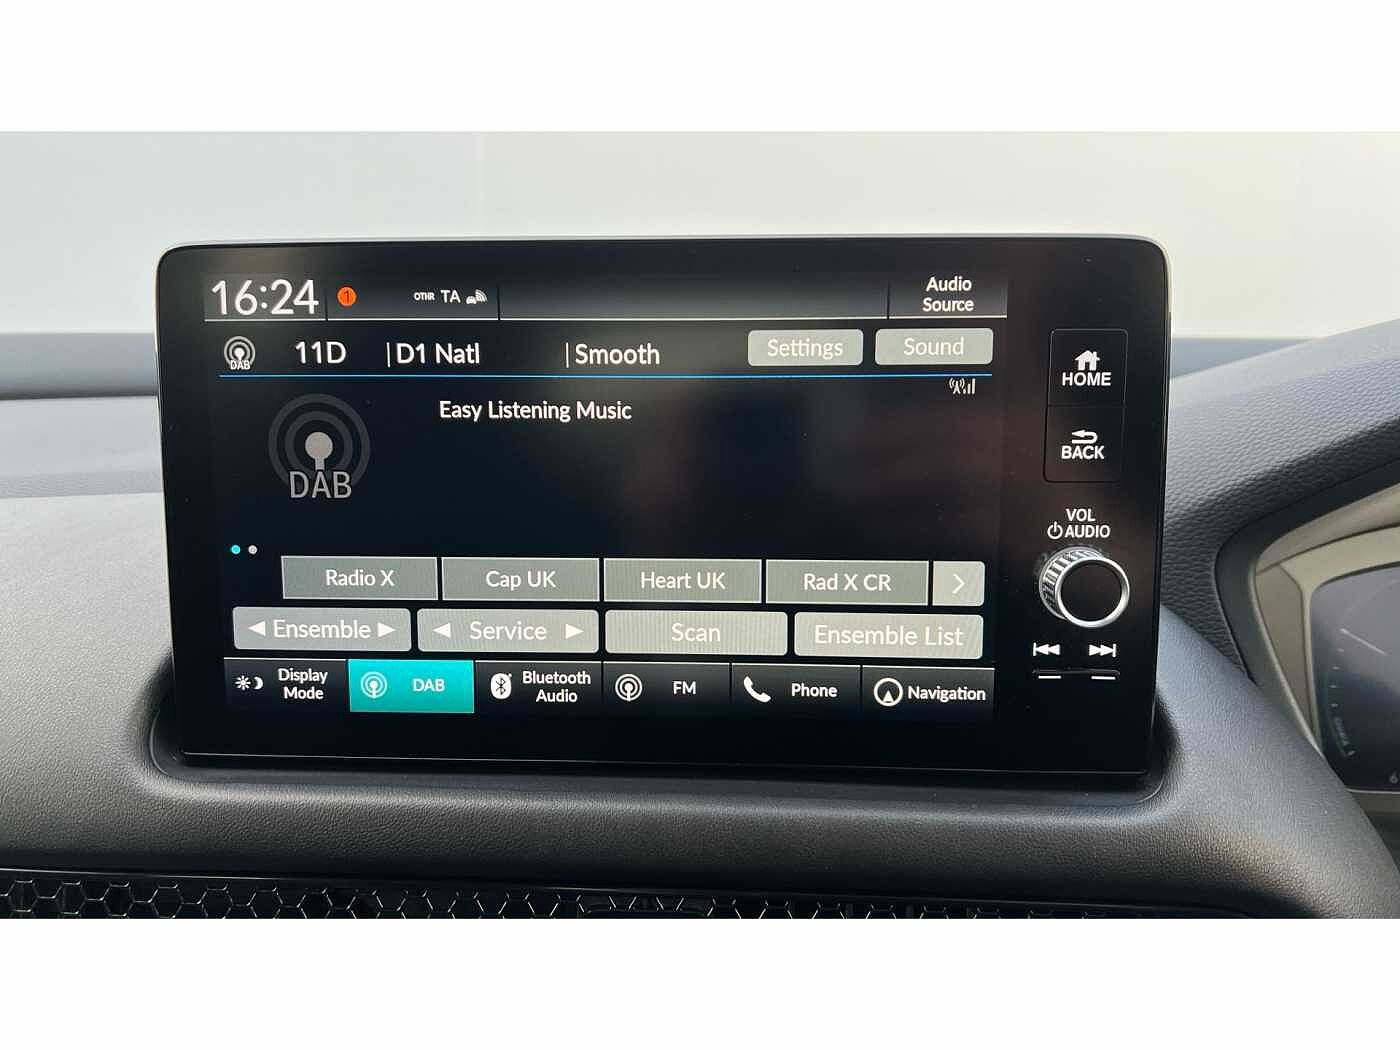 16:24 1 OTHR TA Audio Source
DAB 11D D1 Natl Smooth Settings Sound
Easy Listening Music
DAB
Radio X Cap UK Heart UK Rad X CR
Ensemble Service Scan Ensemble List
Display Mode DAB Bluetooth Audio FM Phone Navigation
HOME
BACK
VOL
AUDIO